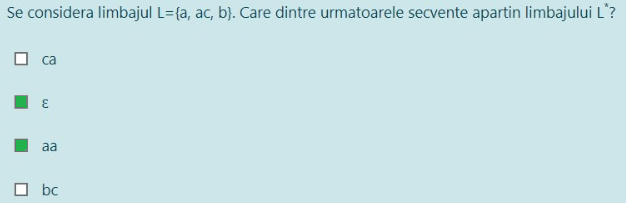 Se considera limbajul L={a, ac, b}. Care dintre urmatoarele secvente apartin limbajului L*?
ca
ε
aa
bc